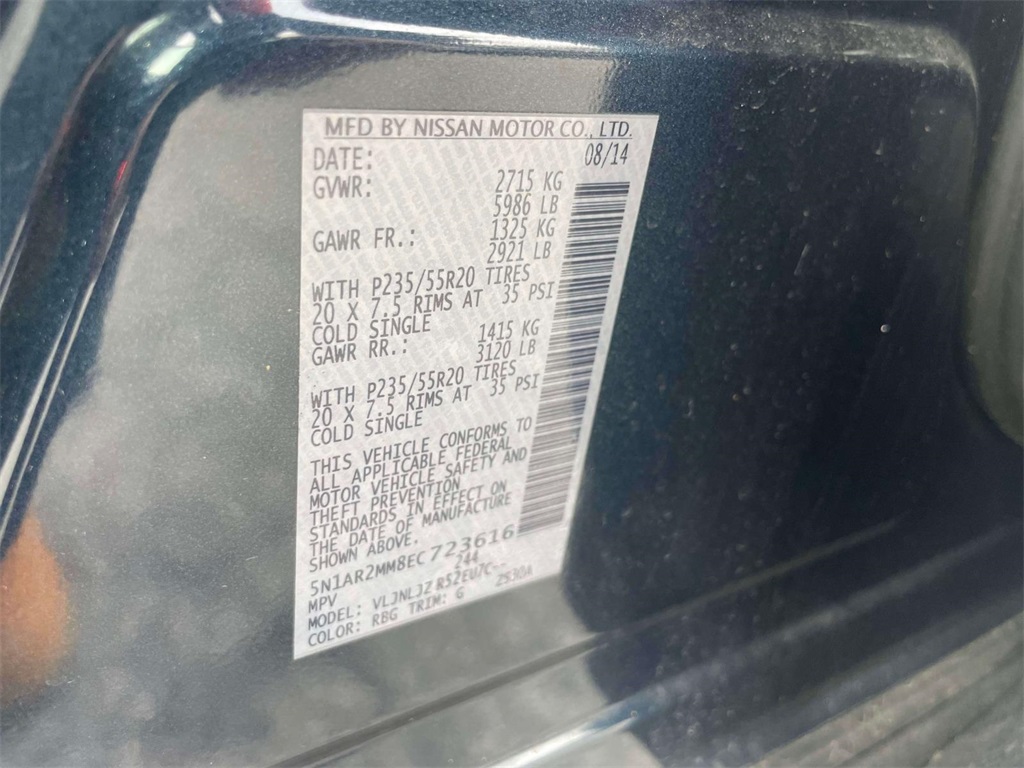 MFD BY NISSAN MOTOR CO., LTD.
DATE: 08/14
GVWR: 2715 KG
5986 LB
GAWR FR.: 1325 KG
2921 LB
WITH P235/55R20 TIRES
20 X 7.5 RIMS AT 35 PSI
COLD SINGLE
GAWR RR.: 1415 KG
3120 LB
WITH P235/55R20 TIRES
20 X 7.5 RIMS AT 35 PSI
COLD SINGLE
THIS VEHICLE CONFORMS TO
ALL APPLICABLE FEDERAL
MOTOR VEHICLE SAFETY AND
THEFT PREVENTION
STANDARDS IN EFFECT ON
THE DATE OF MANUFACTURE
SHOWN ABOVE.
5N1AR2MM8EC723616
MPV 244
MODEL: VLJNLJZ R52EU7C--
COLOR: RBG TRIM: G ZS30A